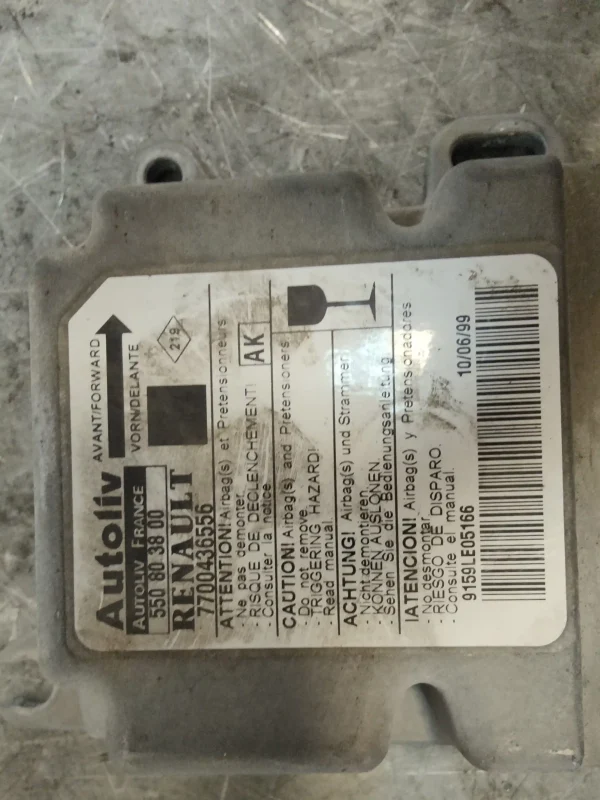 Autoliv
AVANT/FORWARD
VORN/DELANTE
AUTOLIV FRANCE
550 80 38 00
RENAULT
7700436556
219
ATTENTION! Airbag(s) et Pretensionneurs
- Ne pas demonter
- RISQUE DE DECLENCHEMENT!
- Consulter la notice
AK
CAUTION! Airbag(s) and Pretensioners
- Do not remove
- TRIGGERING HAZARD!
- Read manual
ACHTUNG! Airbag(s) und Strammer
- Nicht demontieren
- KÖNNEN AUSLÖNEN
- Sehen Sie die Bedienungsanleitung
!ATENCION! Airbag(s) y Pretensionadores
- No desmontar
- RIESGO DE DISPARO.
- Consulte el manual.
9159LE05166
10/06/99